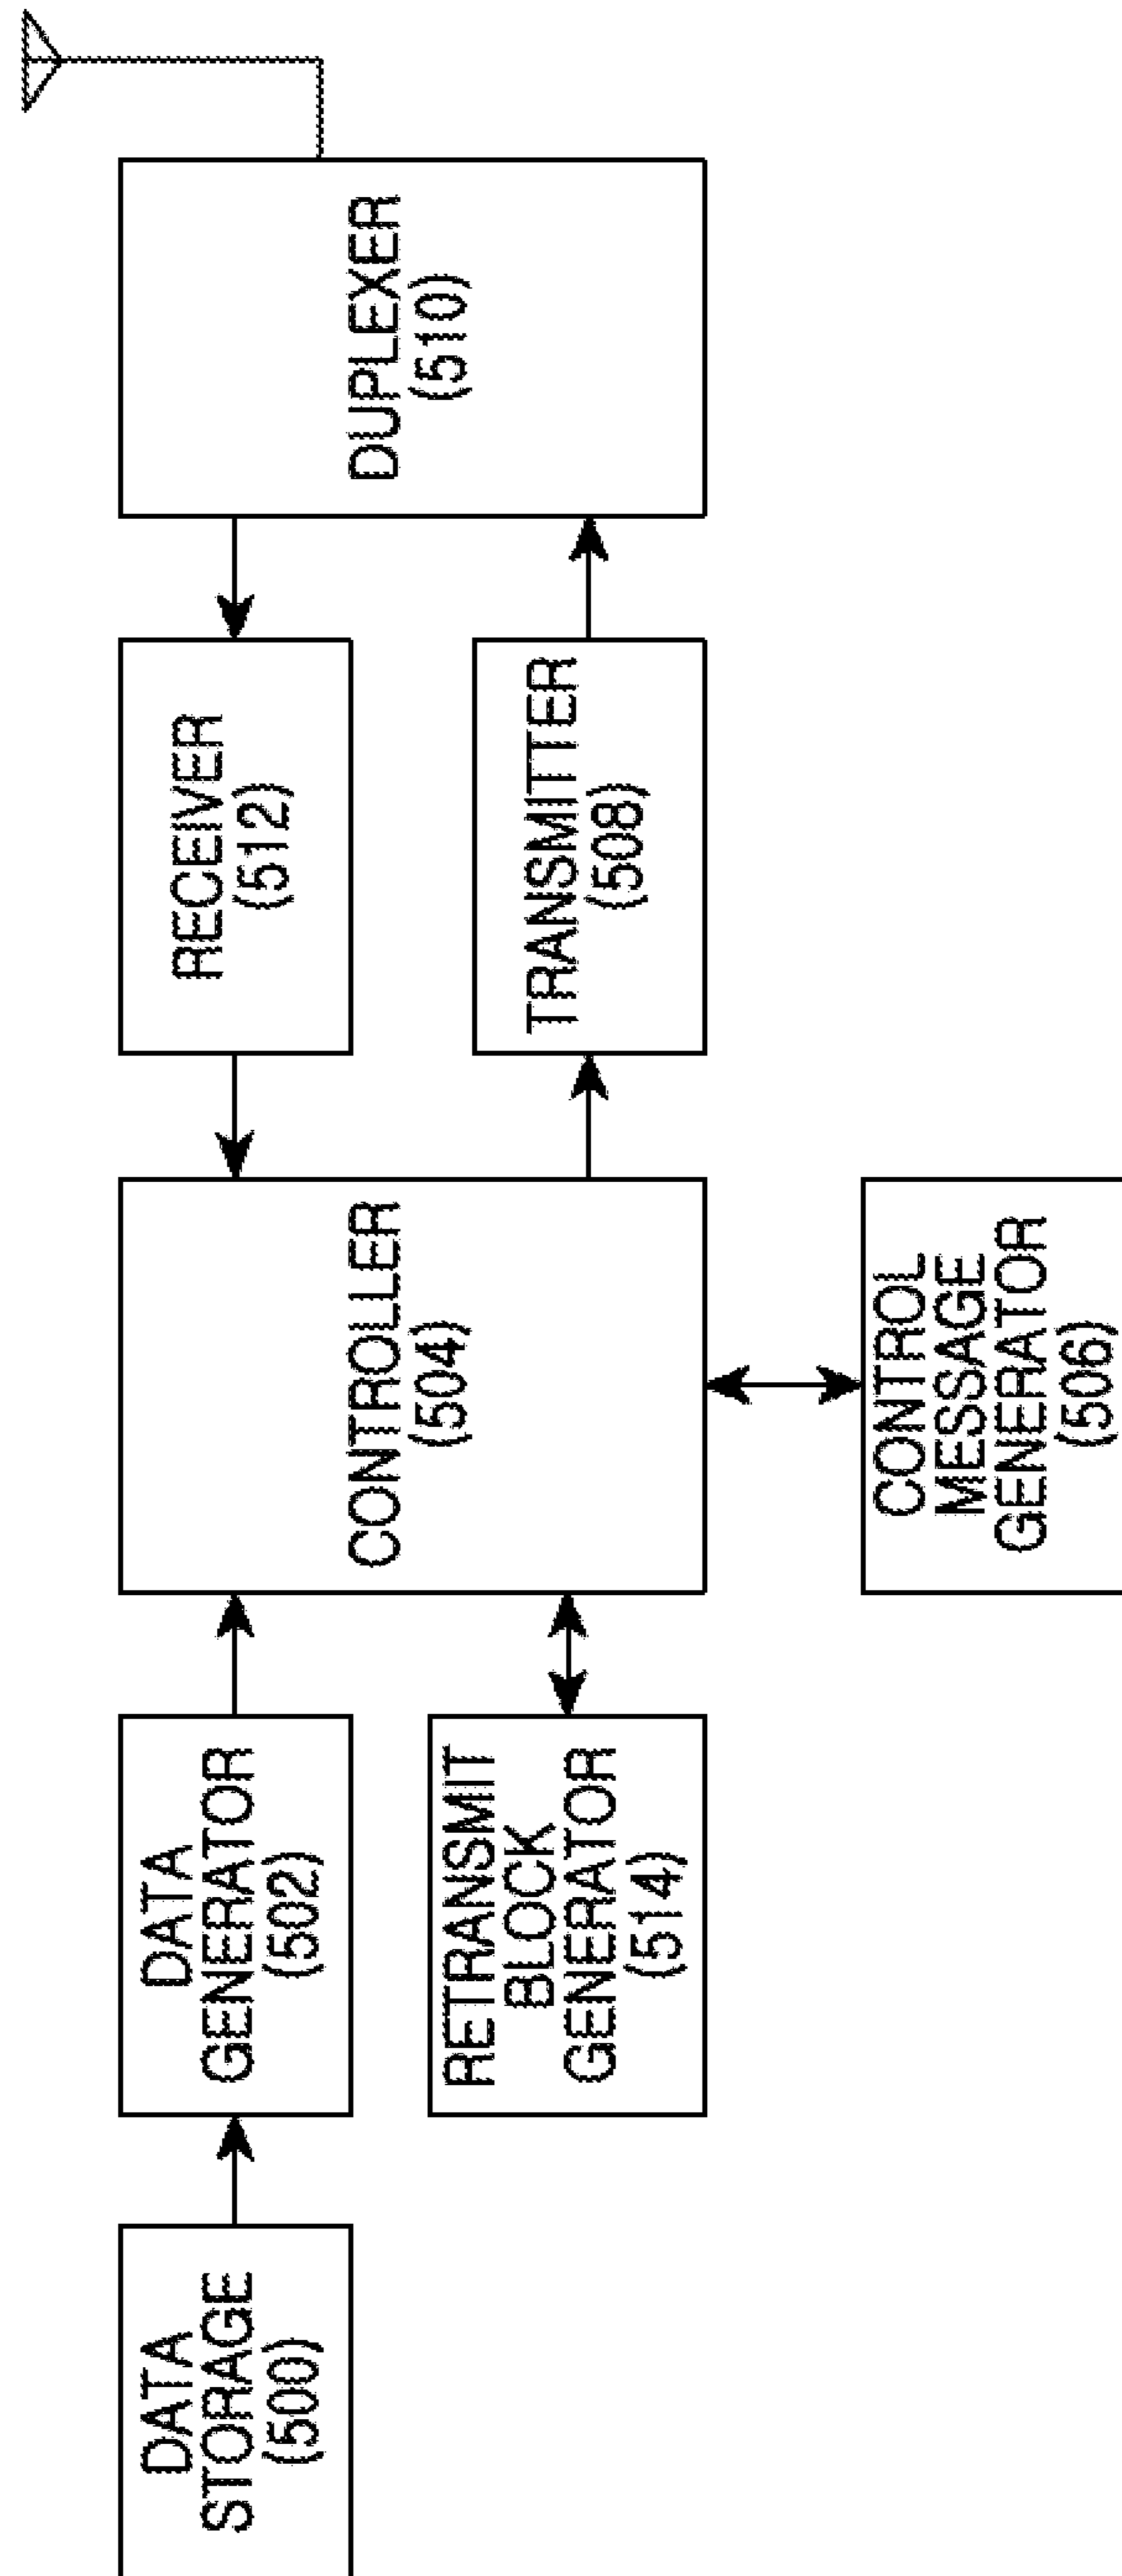 DATA
STORAGE
(500)
DATA
GENERATOR
(502)
RETRANSMIT
BLOCK
GENERATOR
(514)
CONTROLLER
(504)
CONTROL
MESSAGE
GENERATOR
(506)
RECEIVER
(512)
TRANSMITTER
(508)
DUPLEXER
(510)